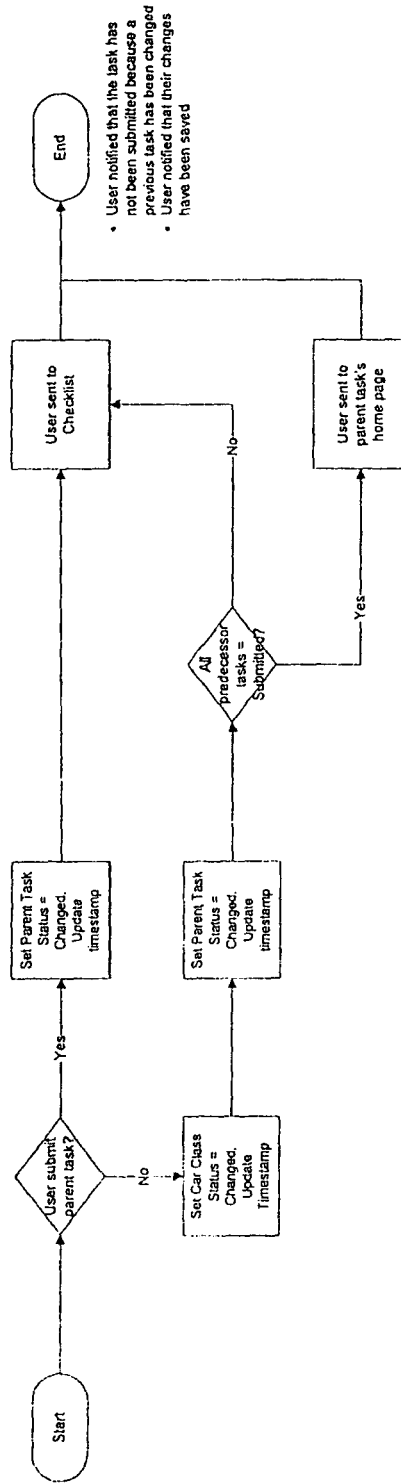 Start
User submit
parent task?
Yes
No
Set Parent Task
Status =
Changed.
Update
timestamp
Set Car Class
Status =
Changed.
Update
Timestamp
Set Parent Task
Status =
Changed.
Update
timestamp
All
predecessor
tasks =
Submitted?
No
Yes
User sent to
Checklist
User sent to
parent task's
home page
End
• User notified that the task has
not been submitted because a
previous task has been changed
• User notified that their changes
have been saved